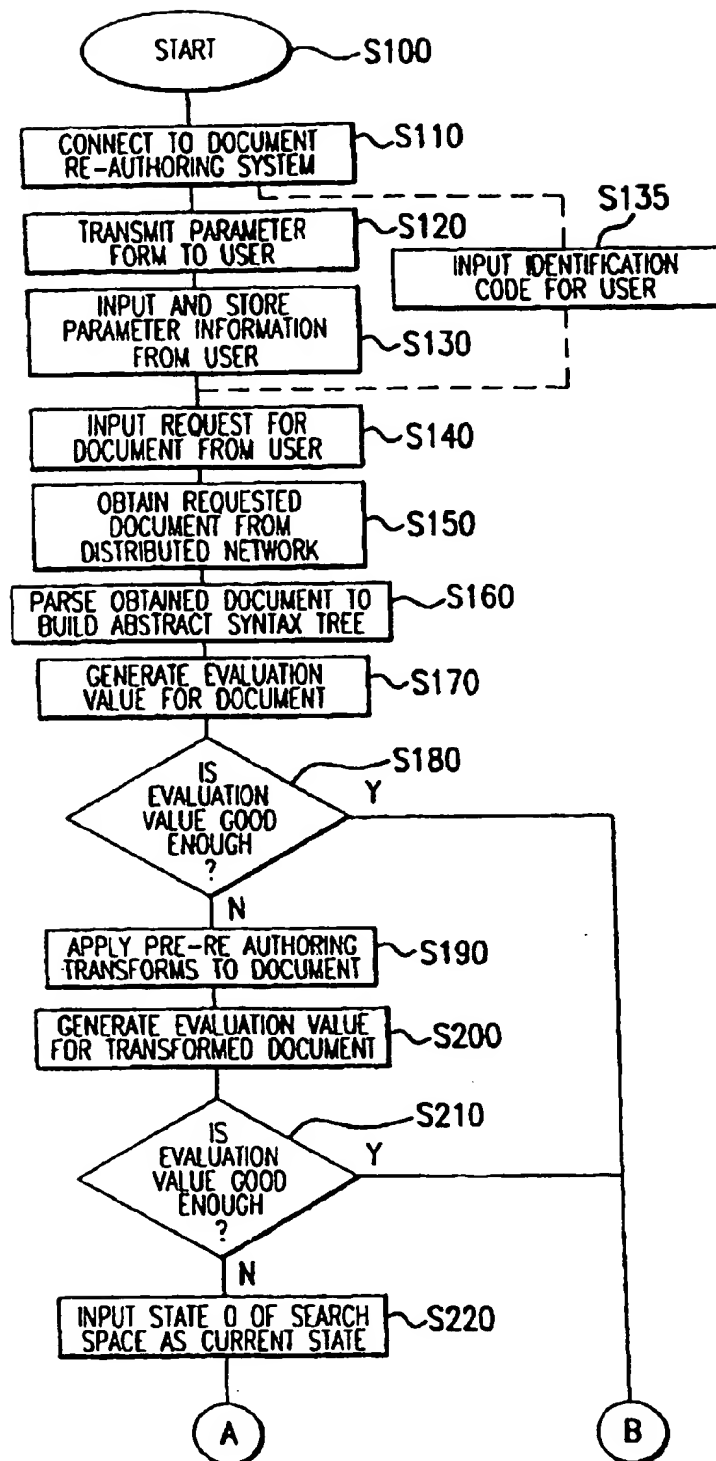 START
S100
CONNECT TO DOCUMENT
RE-AUTHORING SYSTEM
S110
TRANSMIT PARAMETER
FORM TO USER
S120
S135
INPUT IDENTIFICATION
CODE FOR USER
INPUT AND STORE
PARAMETER INFORMATION
FROM USER
S130
INPUT REQUEST FOR
DOCUMENT FROM USER
S140
OBTAIN REQUESTED
DOCUMENT FROM
DISTRIBUTED NETWORK
S150
PARSE OBTAINED DOCUMENT TO
BUILD ABSTRACT SYNTAX TREE
S160
GENERATE EVALUATION
VALUE FOR DOCUMENT
S170
IS
EVALUATION
VALUE GOOD
ENOUGH
?
S180
Y
N
APPLY PRE-RE AUTHORING
TRANSFORMS TO DOCUMENT
S190
GENERATE EVALUATION VALUE
FOR TRANSFORMED DOCUMENT
S200
IS
EVALUATION
VALUE GOOD
ENOUGH
?
S210
Y
N
INPUT STATE 0 OF SEARCH
SPACE AS CURRENT STATE
S220
A
B